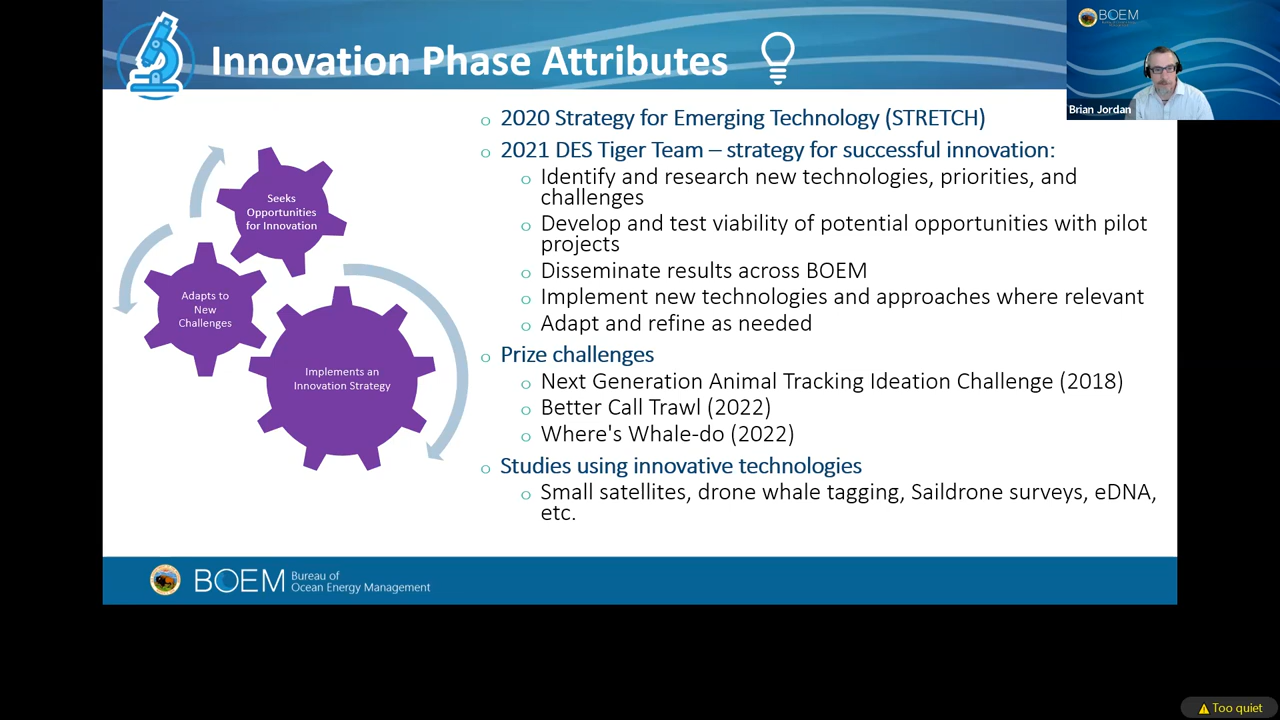 Innovation Phase Attributes
BOEM
Brian Jordan
Seeks
Opportunities
for Innovation
Adapts to
New
Challenges
Implements an
Innovation Strategy
2020 Strategy for Emerging Technology (STRETCH)
2021 DES Tiger Team – strategy for successful innovation:
Identify and research new technologies, priorities, and
challenges
Develop and test viability of potential opportunities with pilot
projects
Disseminate results across BOEM
Implement new technologies and approaches where relevant
Adapt and refine as needed
Prize challenges
Next Generation Animal Tracking Ideation Challenge (2018)
Better Call Trawl (2022)
Where's Whale-do (2022)
Studies using innovative technologies
Small satellites, drone whale tagging, Saildrone surveys, eDNA,
etc.
BOEM
Bureau of
Ocean Energy Management
Too quiet